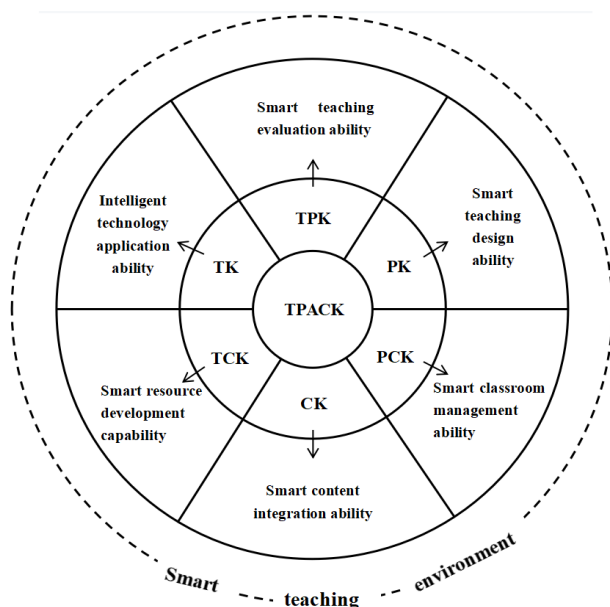 Smart teaching
evaluation ability
Intelligent
technology
application
ability
Smart
teaching
design
ability
TPK
TK
PK
TPACK
TCK
PCK
CK
Smart resource
development
capability
Smart classroom
management
ability
Smart content
integration ability
Smart teaching environment